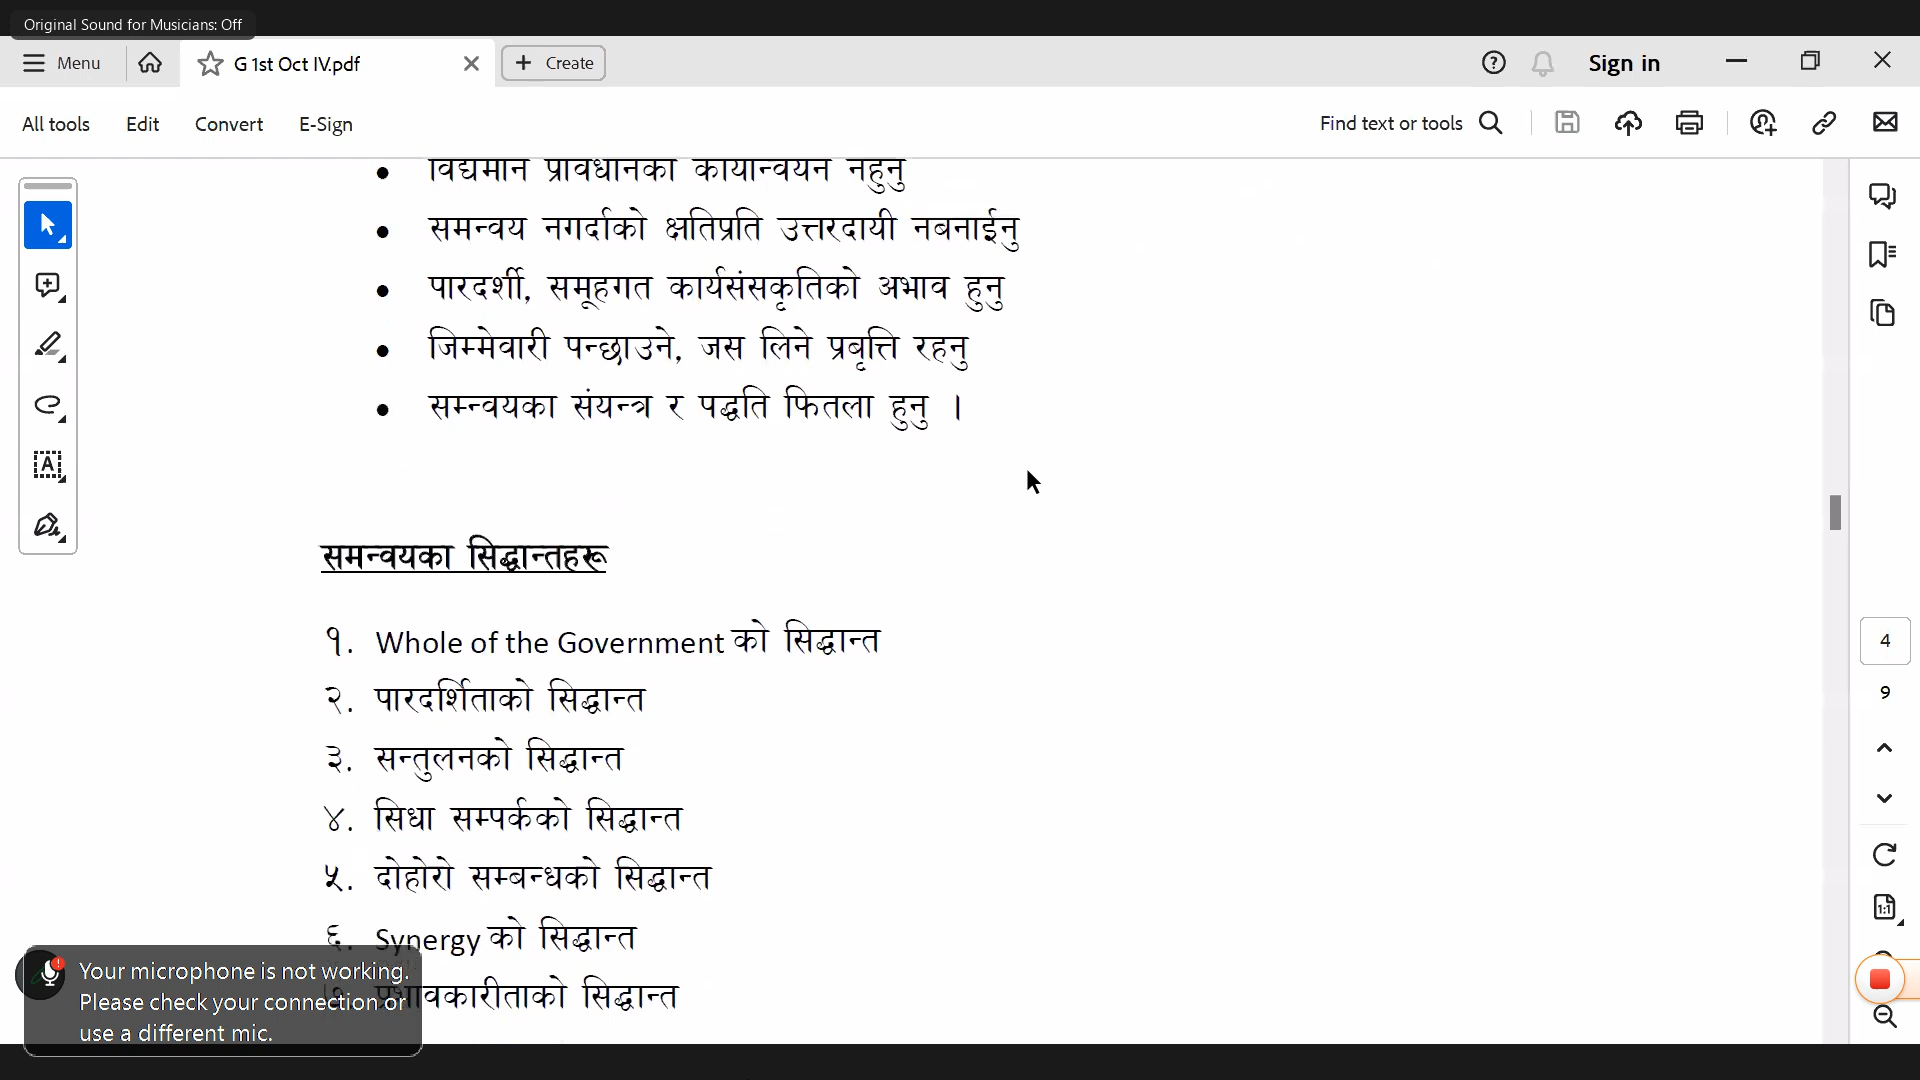 Original Sound for Musicians: Off
Menu
G 1st Oct IV.pdf
Create
Sign in
All tools Edit Convert E-Sign
Find text or tools
• विद्यमान प्रावधानका कार्यान्वयन नहुनु
• समन्वय नगर्दाको क्षतिप्रति उत्तरदायी नबनाईनु
• पारदर्शी, समूहगत कार्यसंसकृतिको अभाव हुनु
• जिम्मेवारी पन्छाउने, जस लिने प्रबृत्ति रहनु
• सम्न्वयका संयन्त्र र पद्धति फितला हुनु ।
समन्वयका सिद्धान्तहरू
१. Whole of the Government को सिद्धान्त
२. पारदर्शिताको सिद्धान्त
३. सन्तुलनको सिद्धान्त
४. सिधा सम्पर्कको सिद्धान्त
५. दोहोरो सम्बन्धको सिद्धान्त
६. Synergy को सिद्धान्त
७. प्रभावकारीताको सिद्धान्त
Your microphone is not working.
Please check your connection or
use a different mic.
4
9
1:1